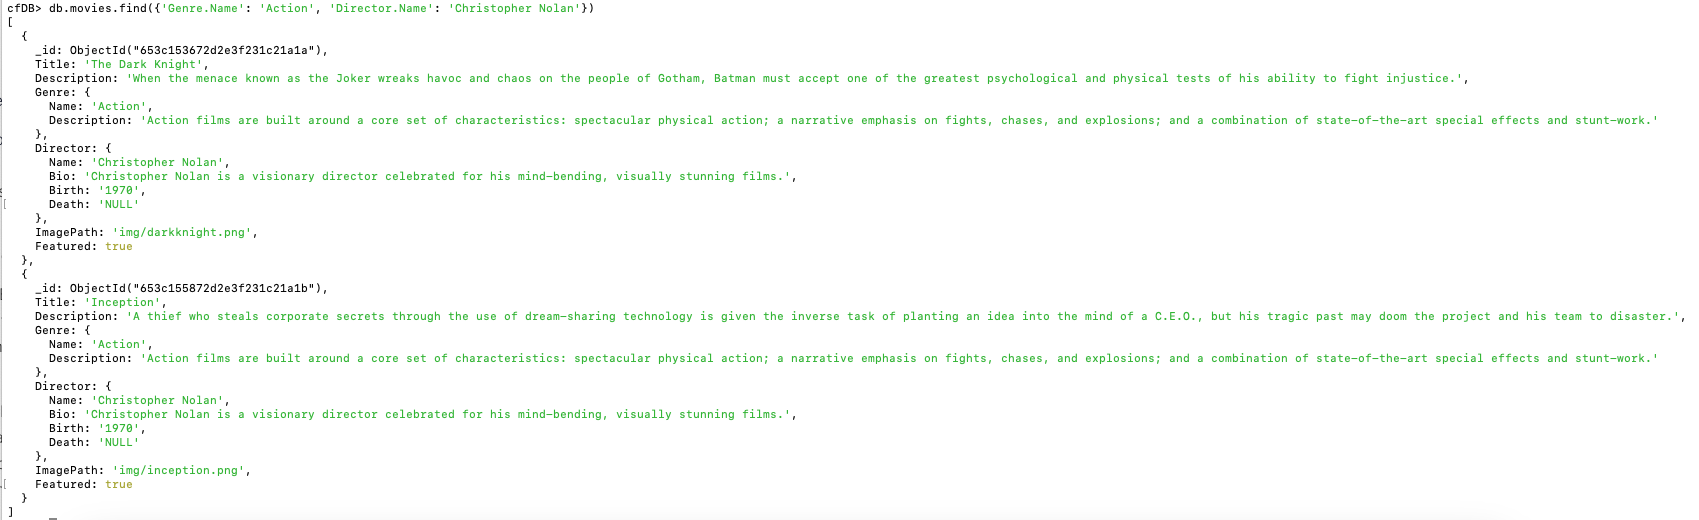 cfDB> db.movies.find({'Genre.Name': 'Action', 'Director.Name': 'Christopher Nolan'})
[
  {
    _id: ObjectId("653c153672d2e3f231c21a1a"),
    Title: 'The Dark Knight',
    Description: 'When the menace known as the Joker wreaks havoc and chaos on the people of Gotham, Batman must accept one of the greatest psychological and physical tests of his ability to fight injustice.',
    Genre: {
      Name: 'Action',
      Description: 'Action films are built around a core set of characteristics: spectacular physical action; a narrative emphasis on fights, chases, and explosions; and a combination of state-of-the-art special effects and stunt-work.'
    },
    Director: {
      Name: 'Christopher Nolan',
      Bio: 'Christopher Nolan is a visionary director celebrated for his mind-bending, visually stunning films.',
      Birth: '1970',
      Death: 'NULL'
    },
    ImagePath: 'img/darkknight.png',
    Featured: true
  },
  {
    _id: ObjectId("653c155872d2e3f231c21a1b"),
    Title: 'Inception',
    Description: 'A thief who steals corporate secrets through the use of dream-sharing technology is given the inverse task of planting an idea into the mind of a C.E.O., but his tragic past may doom the project and his team to disaster.',
    Genre: {
      Name: 'Action',
      Description: 'Action films are built around a core set of characteristics: spectacular physical action; a narrative emphasis on fights, chases, and explosions; and a combination of state-of-the-art special effects and stunt-work.'
    },
    Director: {
      Name: 'Christopher Nolan',
      Bio: 'Christopher Nolan is a visionary director celebrated for his mind-bending, visually stunning films.',
      Birth: '1970',
      Death: 'NULL'
    },
    ImagePath: 'img/inception.png',
    Featured: true
  }
]